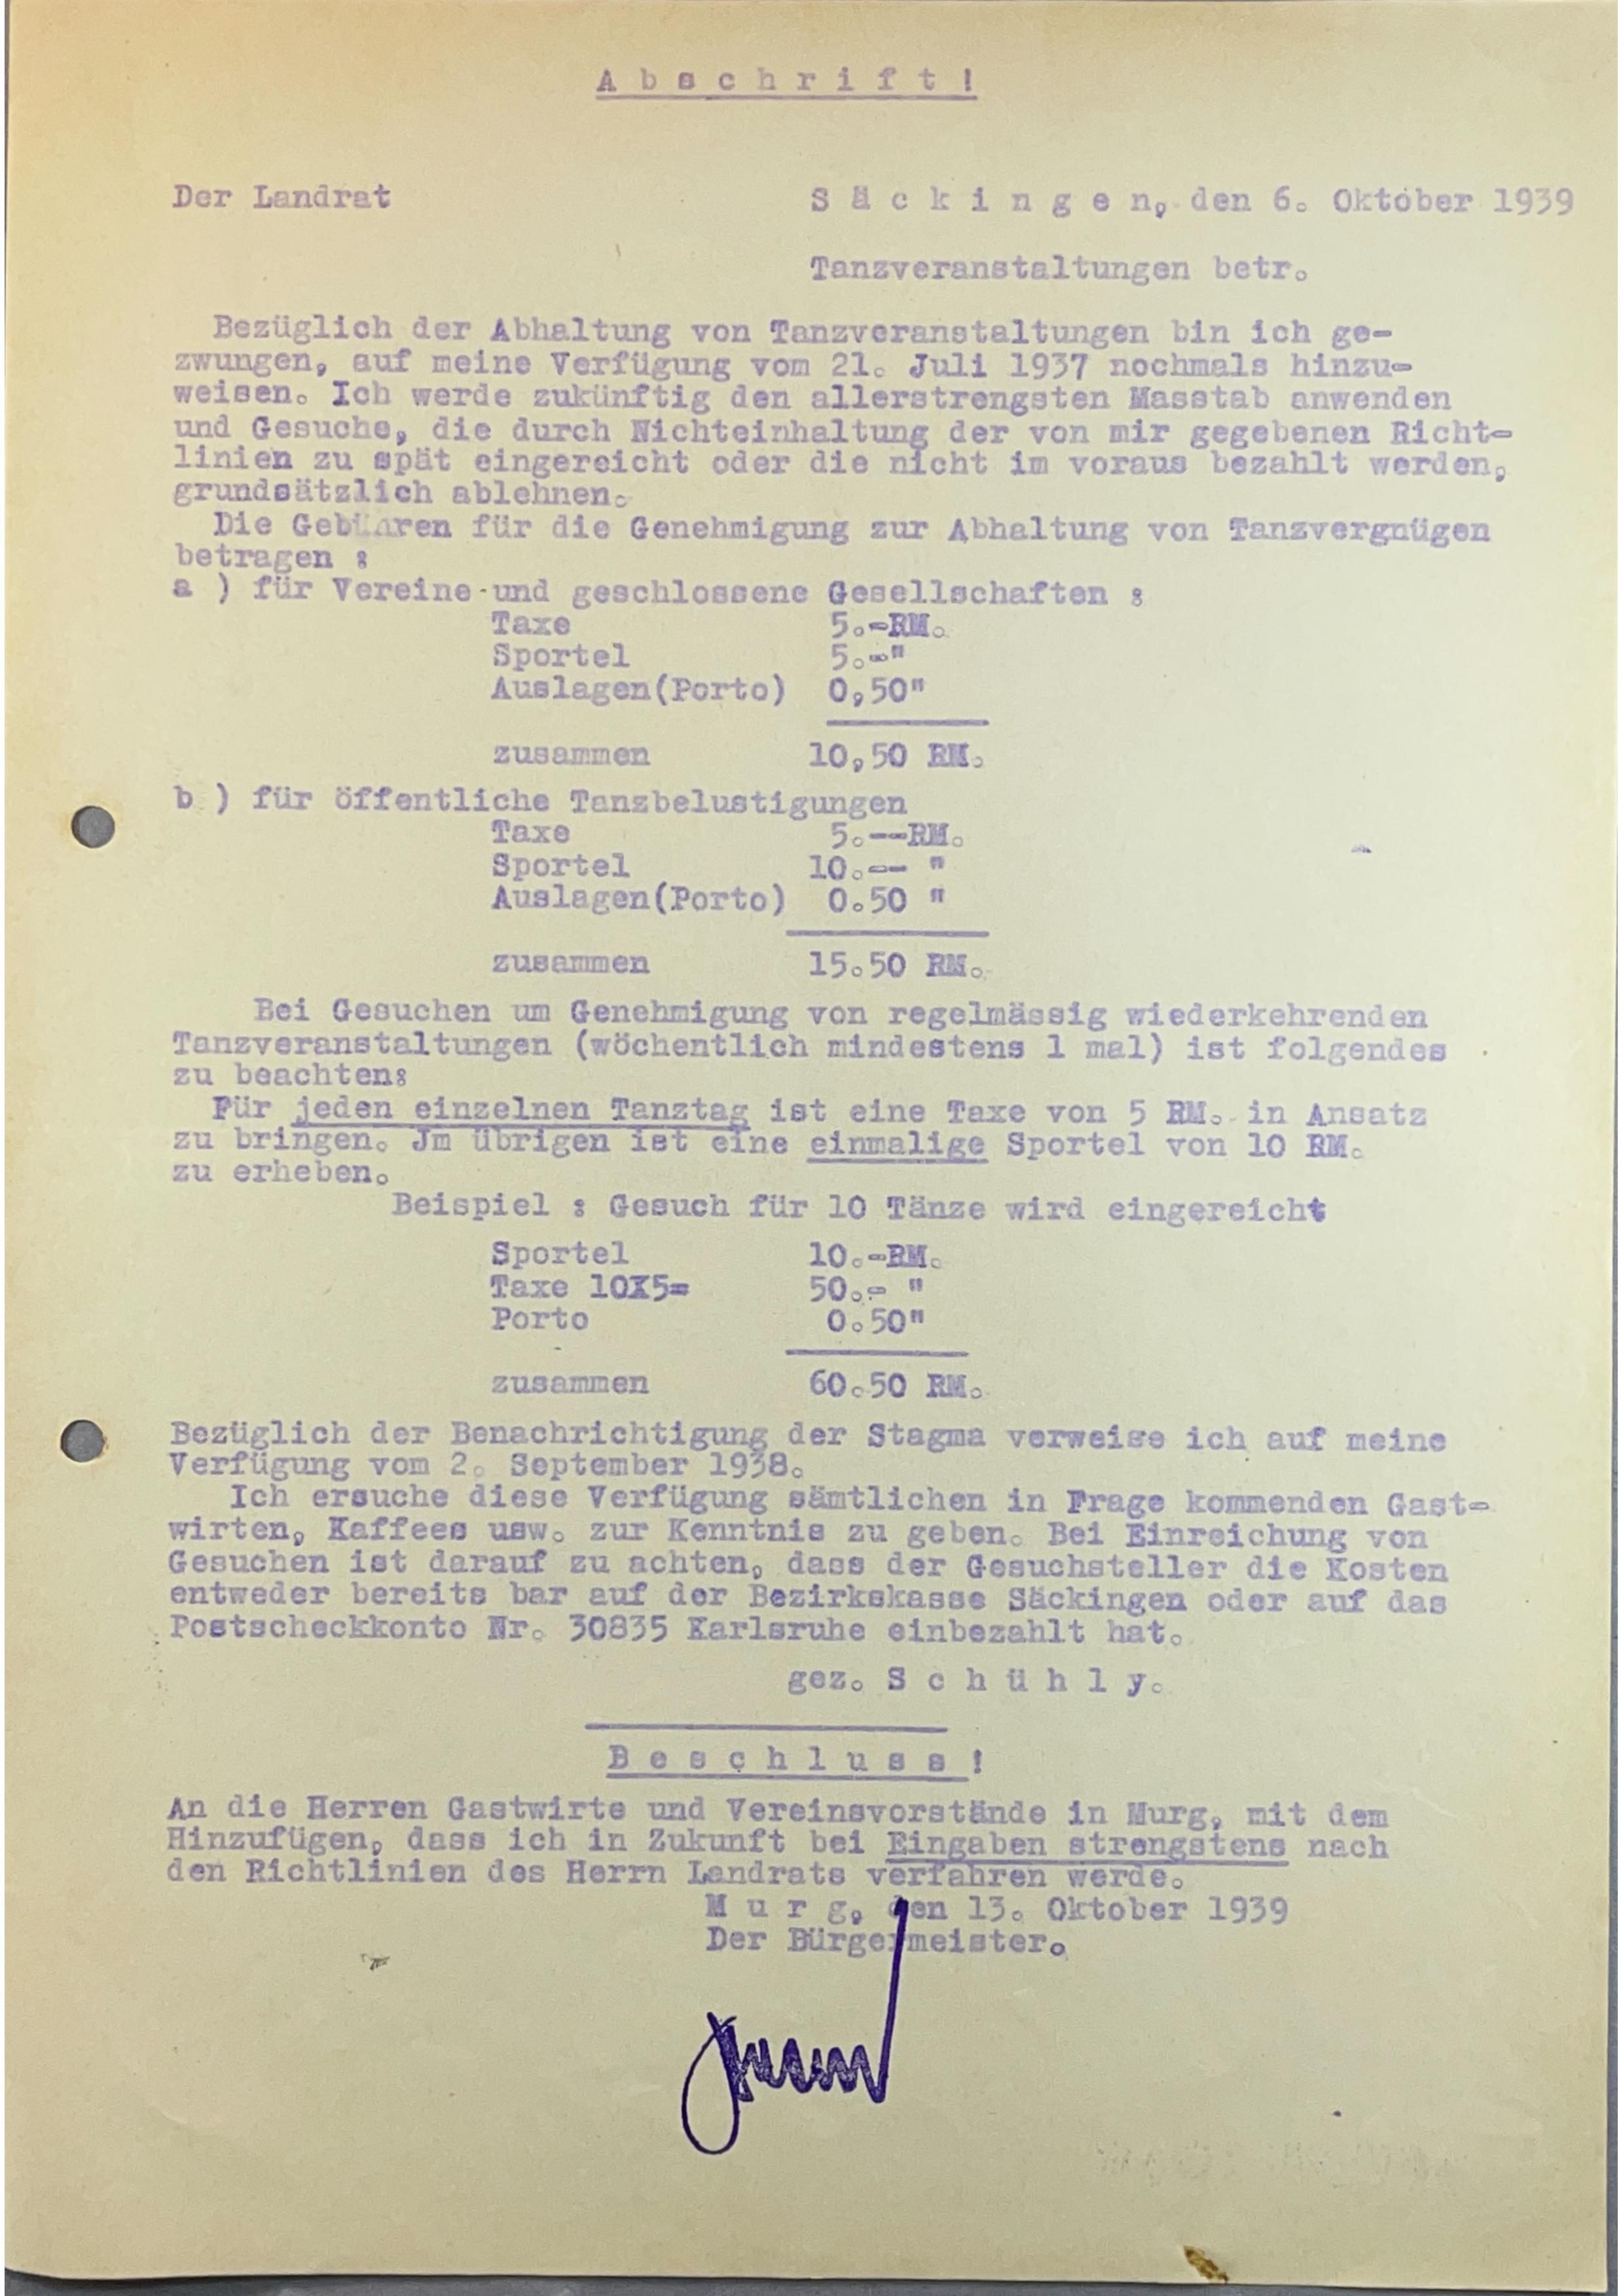 A b s c h r i f t !
Der Landrat
S ä c k i n g e n, den 6. Oktober 1939
Tanzveranstaltungen betr.
Bezüglich der Abhaltung von Tanzveranstaltungen bin ich ge-
zwungen, auf meine Verfügung vom 21. Juli 1937 nochmals hinzu-
weisen. Ich werde zukünftig den allerstrengsten Masstab anwenden
und Gesuche, die durch Nichteinhaltung der von mir gegebenen Richt-
linien zu spät eingereicht oder die nicht im voraus bezahlt werden,
grundsätzlich ablehnen.
Die Gebühren für die Genehmigung zur Abhaltung von Tanzvergnügen
betragen :
a ) für Vereine und geschlossene Gesellschaften :
Taxe 5.-RM.
Sportel 5.-"
Auslagen(Porto) 0,50"
zusammen 10,50 RM.
b ) für öffentliche Tanzbelustigungen
Taxe 5.--RM.
Sportel 10.-- "
Auslagen(Porto) 0.50 "
zusammen 15.50 RM.
Bei Gesuchen um Genehmigung von regelmässig wiederkehrenden
Tanzveranstaltungen (wöchentlich mindestens 1 mal) ist folgendes
zu beachten:
Für jeden einzelnen Tanztag ist eine Taxe von 5 RM. in Ansatz
zu bringen. Jm übrigen ist eine einmalige Sportel von 10 RM.
zu erheben.
Beispiel : Gesuch für 10 Tänze wird eingereicht
Sportel 10.-RM.
Taxe 10X5= 50.- "
Porto 0.50"
zusammen 60.50 RM.
Bezüglich der Benachrichtigung der Stagma verweise ich auf meine
Verfügung vom 2. September 1938.
Ich ersuche diese Verfügung sämtlichen in Frage kommenden Gast-
wirten, Kaffees usw. zur Kenntnis zu geben. Bei Einreichung von
Gesuchen ist darauf zu achten, dass der Gesuchsteller die Kosten
entweder bereits bar auf der Bezirkskasse Säckingen oder auf das
Postscheckkonto Nr. 30835 Karlsruhe einbezahlt hat.
gez. S c h ü h l y.
B e s c h l u s s !
An die Herren Gastwirte und Vereinsvorstände in Murg, mit dem
Hinzufügen, dass ich in Zukunft bei Eingaben strengstens nach
den Richtlinien des Herrn Landrats verfahren werde.
M u r g, den 13. Oktober 1939
Der Bürgermeister.